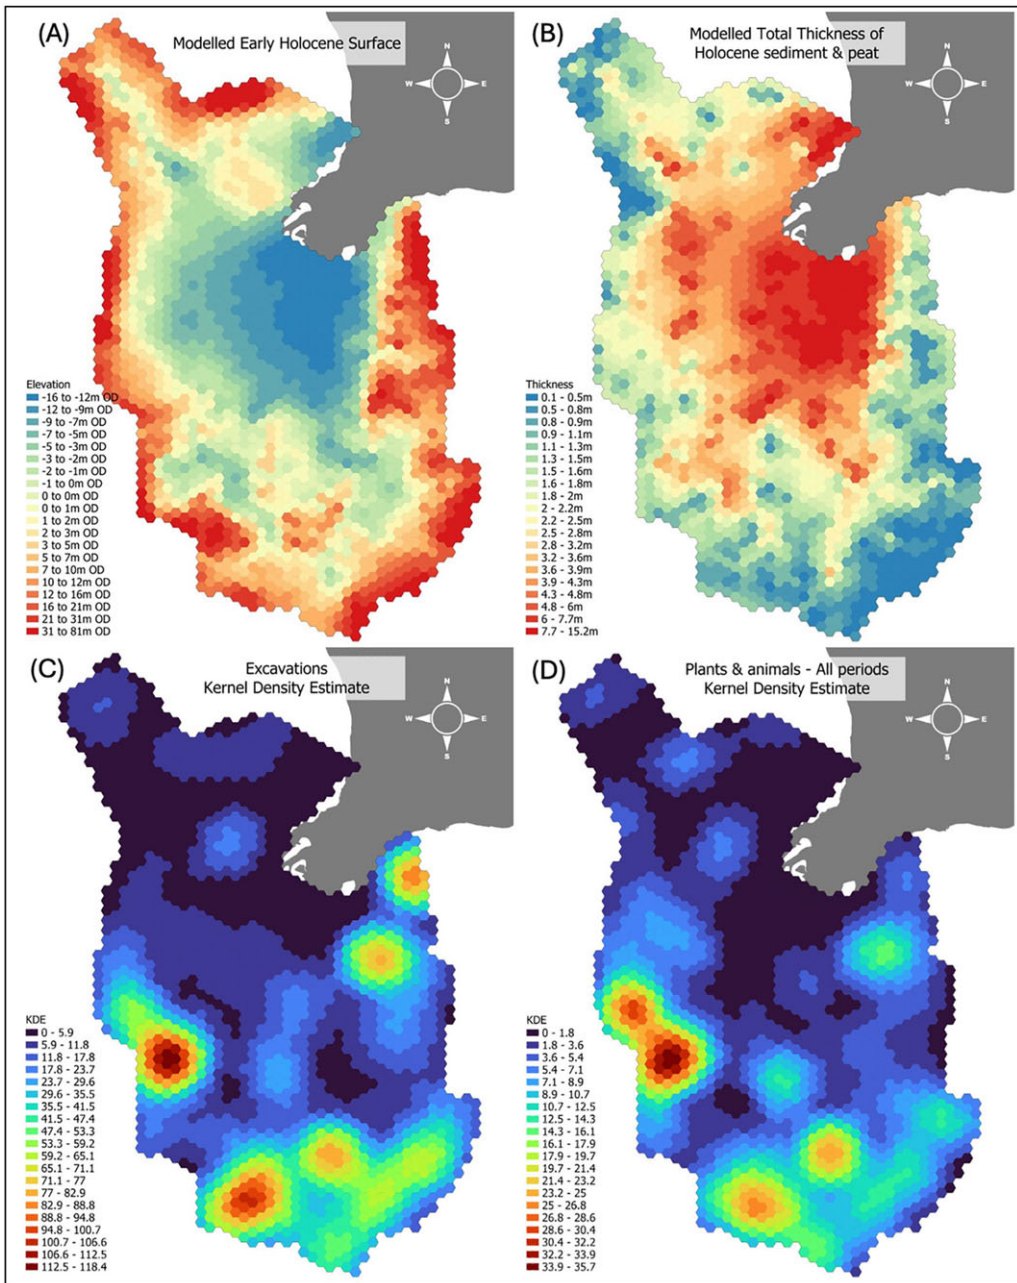 (A)
Modelled Early Holocene Surface
N
W
E
S
Elevation
-16 to -12m OD
-12 to -9m OD
-9 to -7m OD
-7 to -5m OD
-5 to -3m OD
-3 to -2m OD
-2 to -1m OD
-1 to 0m OD
0 to 0m OD
0 to 1m OD
1 to 2m OD
2 to 3m OD
3 to 5m OD
5 to 7m OD
7 to 10m OD
10 to 12m OD
12 to 16m OD
16 to 21m OD
21 to 31m OD
31 to 81m OD
(B)
Modelled Total Thickness of
Holocene sediment & peat
N
W
E
S
Thickness
0.1 - 0.5m
0.5 - 0.8m
0.8 - 0.9m
0.9 - 1.1m
1.1 - 1.3m
1.3 - 1.5m
1.5 - 1.6m
1.6 - 1.8m
1.8 - 2m
2 - 2.2m
2.2 - 2.5m
2.5 - 2.8m
2.8 - 3.2m
3.2 - 3.6m
3.6 - 3.9m
3.9 - 4.3m
4.3 - 4.8m
4.8 - 6m
6 - 7.7m
7.7 - 15.2m
(C)
Excavations
Kernel Density Estimate
N
W
E
S
KDE
0 - 5.9
5.9 - 11.8
11.8 - 17.8
17.8 - 23.7
23.7 - 29.6
29.6 - 35.5
35.5 - 41.5
41.5 - 47.4
47.4 - 53.3
53.3 - 59.2
59.2 - 65.1
65.1 - 71.1
71.1 - 77
77 - 82.9
82.9 - 88.8
88.8 - 94.8
94.8 - 100.7
100.7 - 106.6
106.6 - 112.5
112.5 - 118.4
(D)
Plants & animals - All periods
Kernel Density Estimate
N
W
E
S
KDE
0 - 1.8
1.8 - 3.6
3.6 - 5.4
5.4 - 7.1
7.1 - 8.9
8.9 - 10.7
10.7 - 12.5
12.5 - 14.3
14.3 - 16.1
16.1 - 17.9
17.9 - 19.7
19.7 - 21.4
21.4 - 23.2
23.2 - 25
25 - 26.8
26.8 - 28.6
28.6 - 30.4
30.4 - 32.2
32.2 - 33.9
33.9 - 35.7